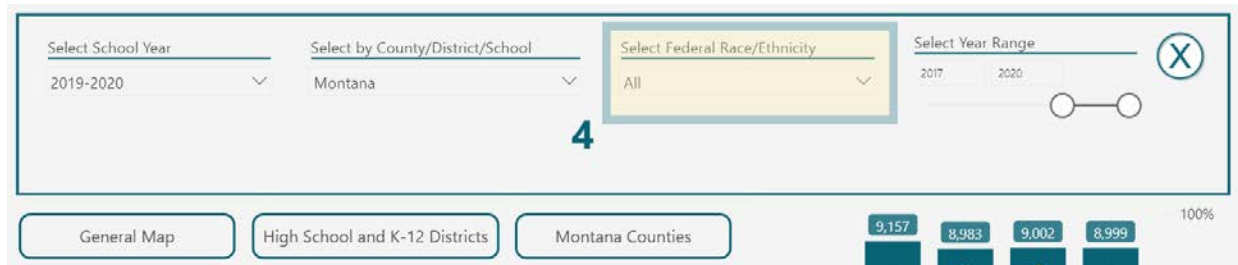 Select School Year
2019-2020
Select by County/District/School
Montana
Select Federal Race/Ethnicity
All
Select Year Range
2017 2020
X
4
General Map
High School and K-12 Districts
Montana Counties
9,157 8,983 9,002 8,999
100%